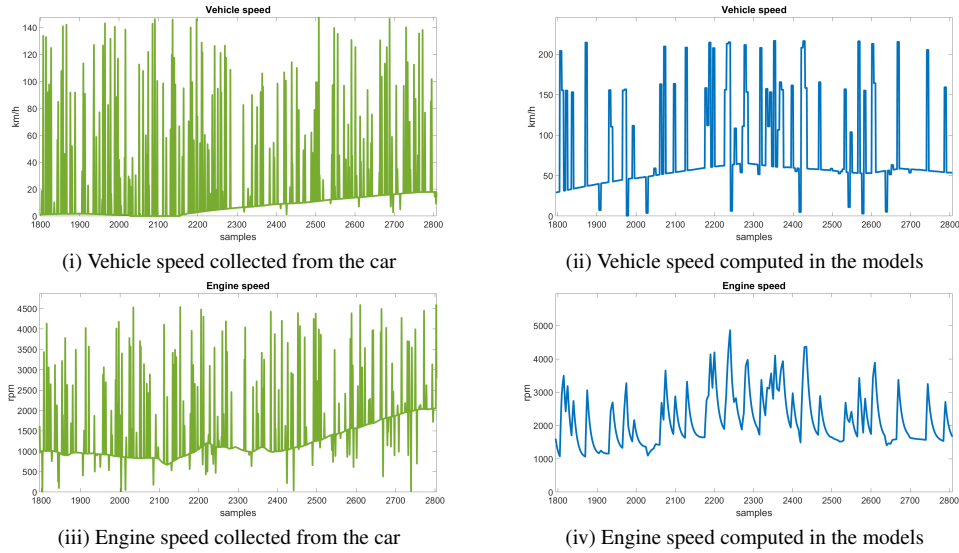 Vehicle speed
140
120
100
80
60
40
20
0
km/h
1800 1900 2000 2100 2200 2300 2400 2500 2600 2700 2800
samples
(i) Vehicle speed collected from the car
Vehicle speed
200
150
100
50
0
km/h
1800 1900 2000 2100 2200 2300 2400 2500 2600 2700 2800
samples
(ii) Vehicle speed computed in the models
Engine speed
4500
4000
3500
3000
2500
2000
1500
1000
500
0
rpm
1800 1900 2000 2100 2200 2300 2400 2500 2600 2700 2800
samples
(iii) Engine speed collected from the car
Engine speed
5000
4000
3000
2000
1000
0
rpm
1800 1900 2000 2100 2200 2300 2400 2500 2600 2700 2800
samples
(iv) Engine speed computed in the models